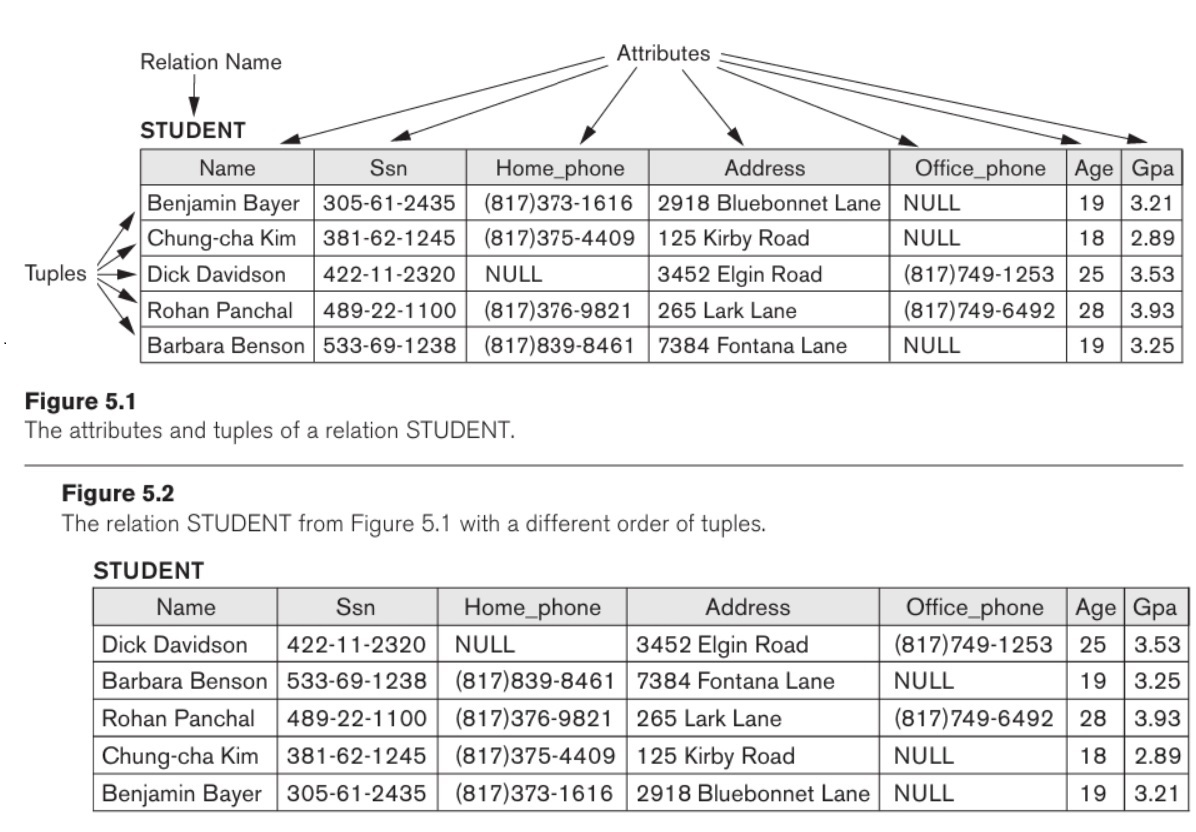 Attributes
Relation Name
STUDENT
Name Ssn Home_phone Address Office_phone Age Gpa
Benjamin Bayer 305-61-2435 (817)373-1616 2918 Bluebonnet Lane NULL 19 3.21
Chung-cha Kim 381-62-1245 (817)375-4409 125 Kirby Road NULL 18 2.89
Tuples Dick Davidson 422-11-2320 NULL 3452 Elgin Road (817)749-1253 25 3.53
Rohan Panchal 489-22-1100 (817)376-9821 265 Lark Lane (817)749-6492 28 3.93
Barbara Benson 533-69-1238 (817)839-8461 7384 Fontana Lane NULL 19 3.25
Figure 5.1
The attributes and tuples of a relation STUDENT.
Figure 5.2
The relation STUDENT from Figure 5.1 with a different order of tuples.
STUDENT
Name Ssn Home_phone Address Office_phone Age Gpa
Dick Davidson 422-11-2320 NULL 3452 Elgin Road (817)749-1253 25 3.53
Barbara Benson 533-69-1238 (817)839-8461 7384 Fontana Lane NULL 19 3.25
Rohan Panchal 489-22-1100 (817)376-9821 265 Lark Lane (817)749-6492 28 3.93
Chung-cha Kim 381-62-1245 (817)375-4409 125 Kirby Road NULL 18 2.89
Benjamin Bayer 305-61-2435 (817)373-1616 2918 Bluebonnet Lane NULL 19 3.21